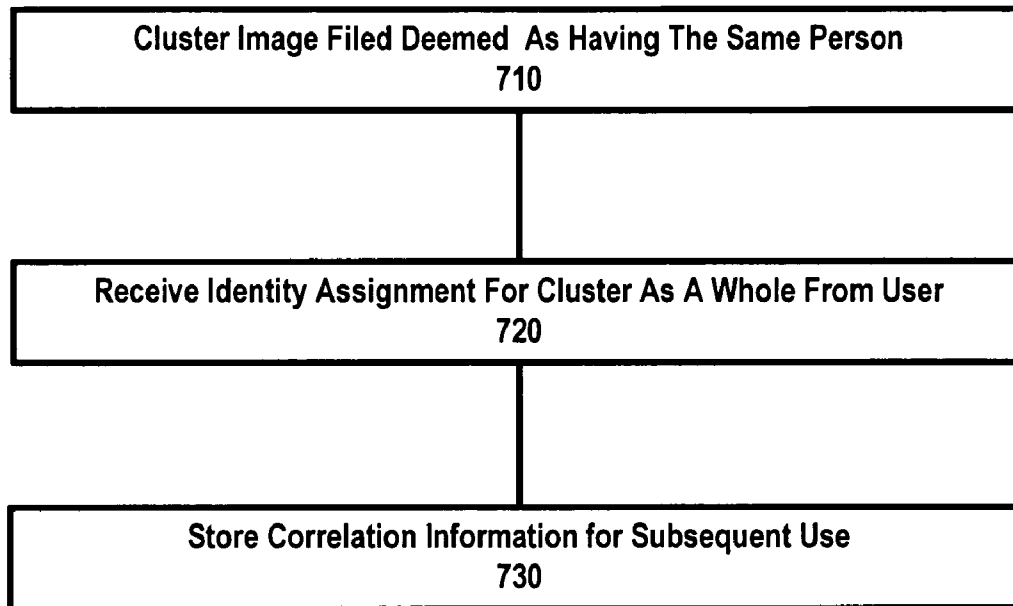 Cluster Image Filed Deemed As Having The Same Person
710
Receive Identity Assignment For Cluster As A Whole From User
720
Store Correlation Information for Subsequent Use
730